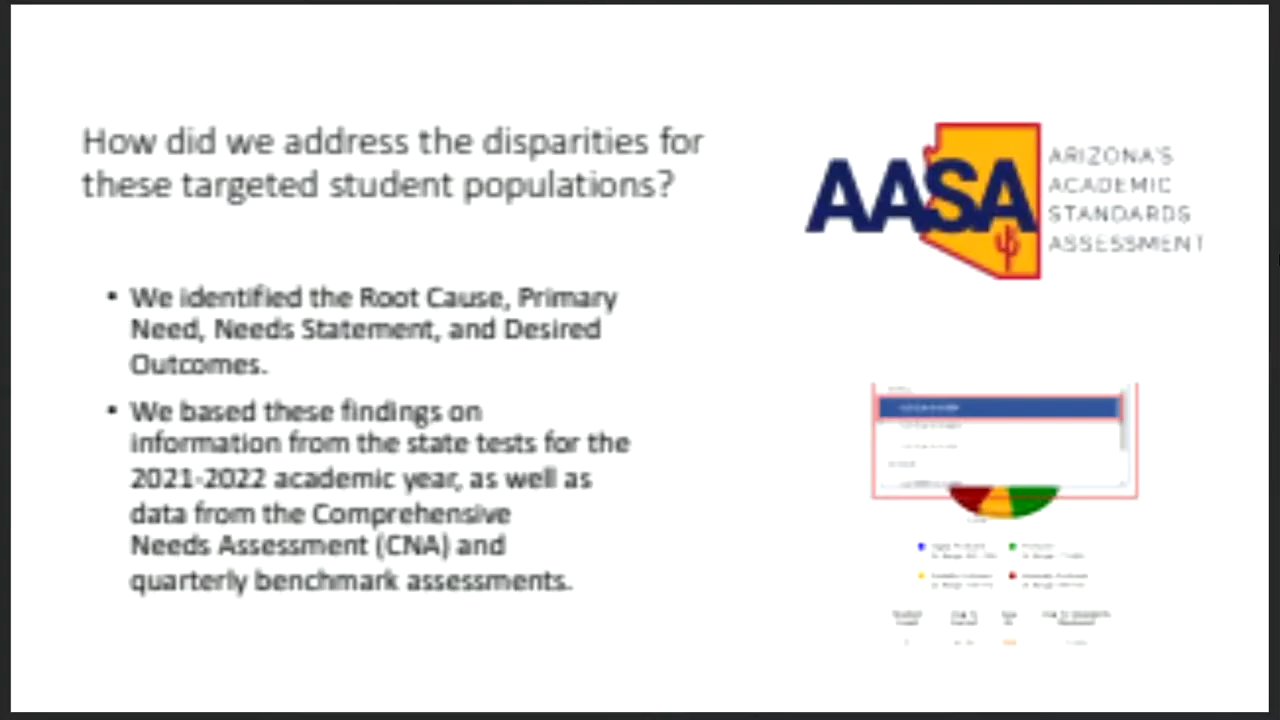 How did we address the disparities for
these targeted student populations?
AASA
ARIZONA'S
ACADEMIC
STANDARDS
ASSESSMENT
• We identified the Root Cause, Primary
Need, Needs Statement, and Desired
Outcomes.
• We based these findings on
information from the state tests for the
2021-2022 academic year, as well as
data from the Comprehensive
Needs Assessment (CNA) and
quarterly benchmark assessments.